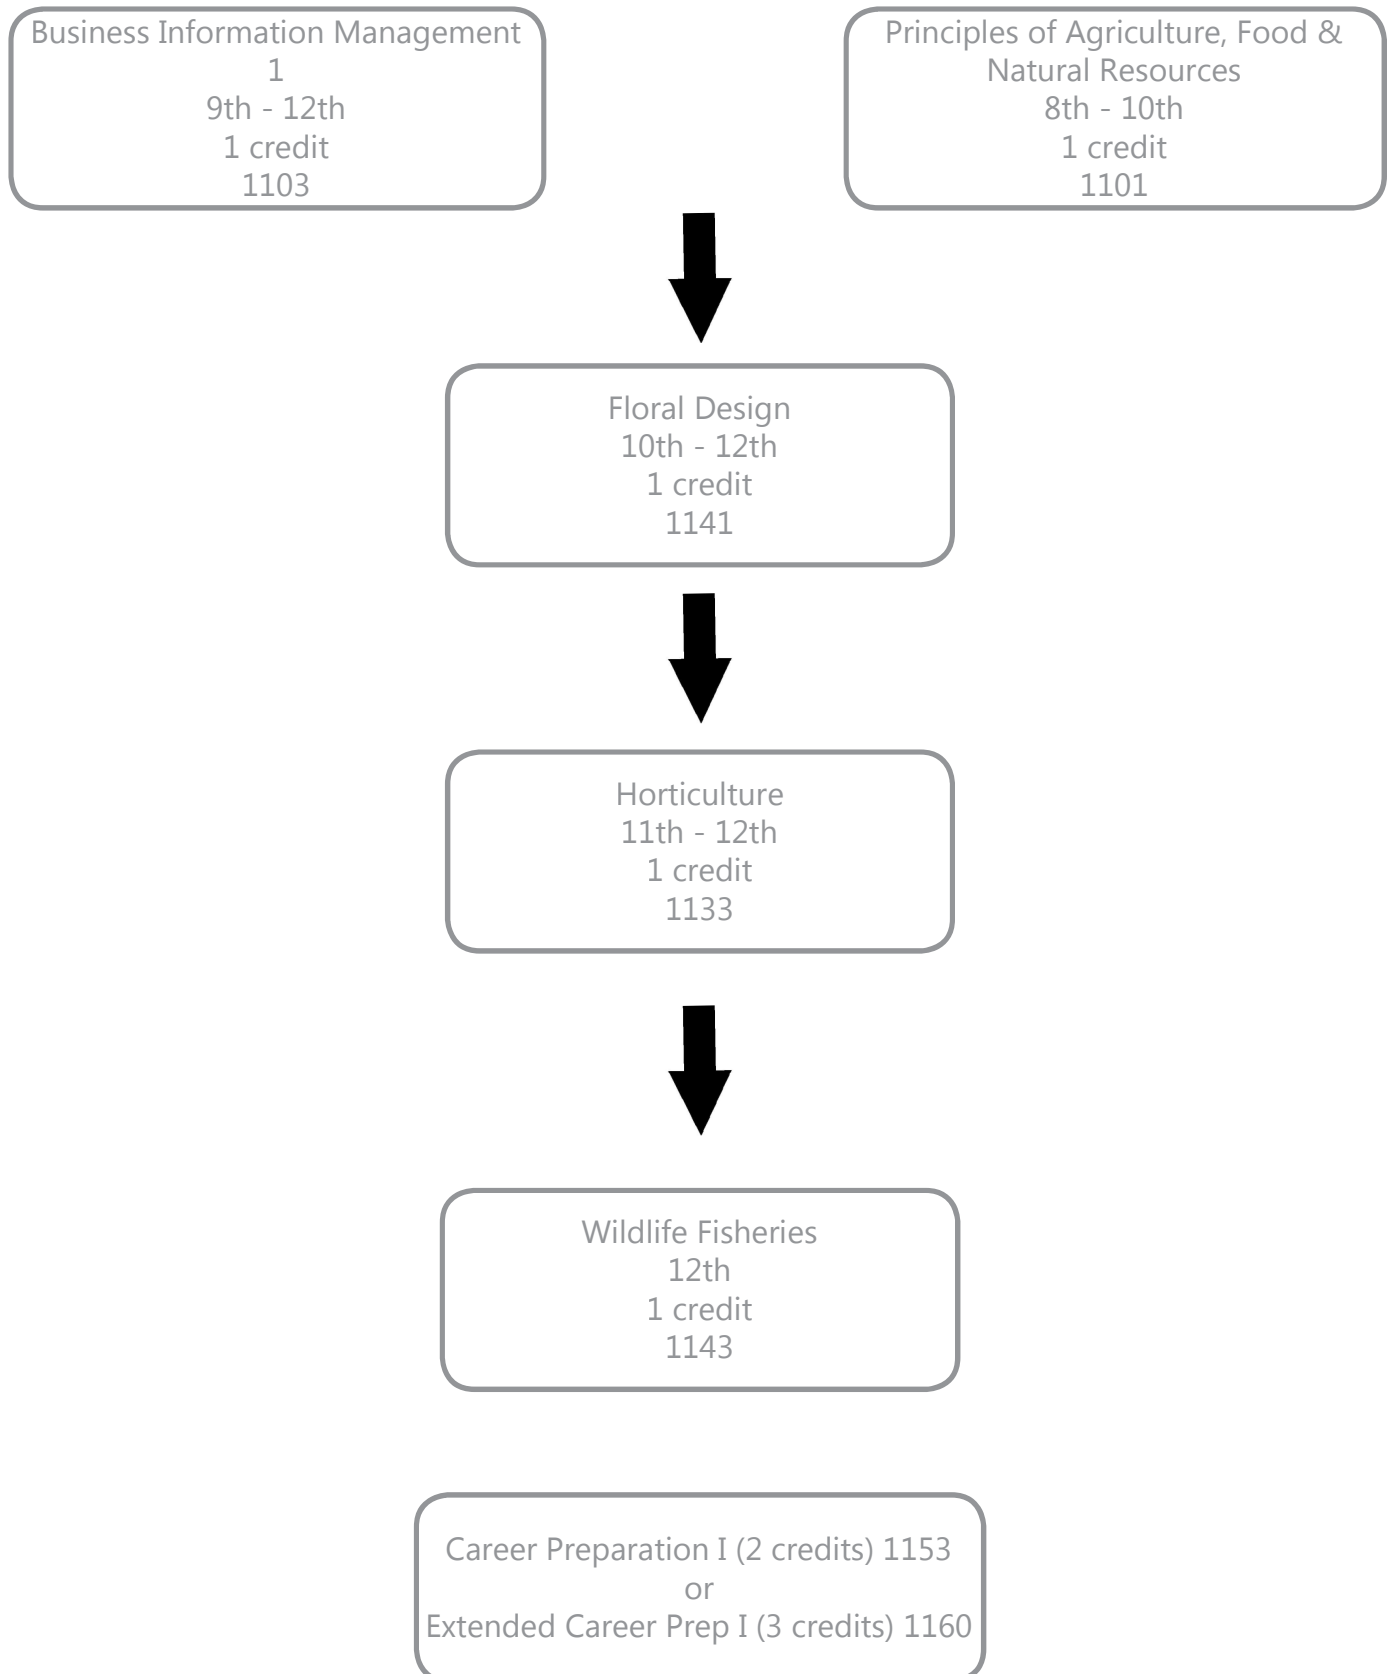 Business Information Management
1
9th - 12th
1 credit
1103
Principles of Agriculture, Food &
Natural Resources
8th - 10th
1 credit
1101
Floral Design
10th - 12th
1 credit
1141
Horticulture
11th - 12th
1 credit
1133
Wildlife Fisheries
12th
1 credit
1143
Career Preparation I (2 credits) 1153
or
Extended Career Prep I (3 credits) 1160